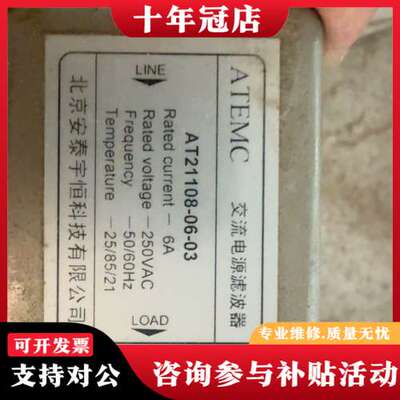 十年冠店
LINE
ATEMC 交流电源滤波器
AT21108-06-03
Rated current — 6A
Rated voltage — 250VAC
Frequency — 50/60Hz
Temperature — 25/85/21
北京安泰宇恒科技有限公司
LOAD
专业维修.质量无忧
可开发票
支持对公
咨询参与补贴活动